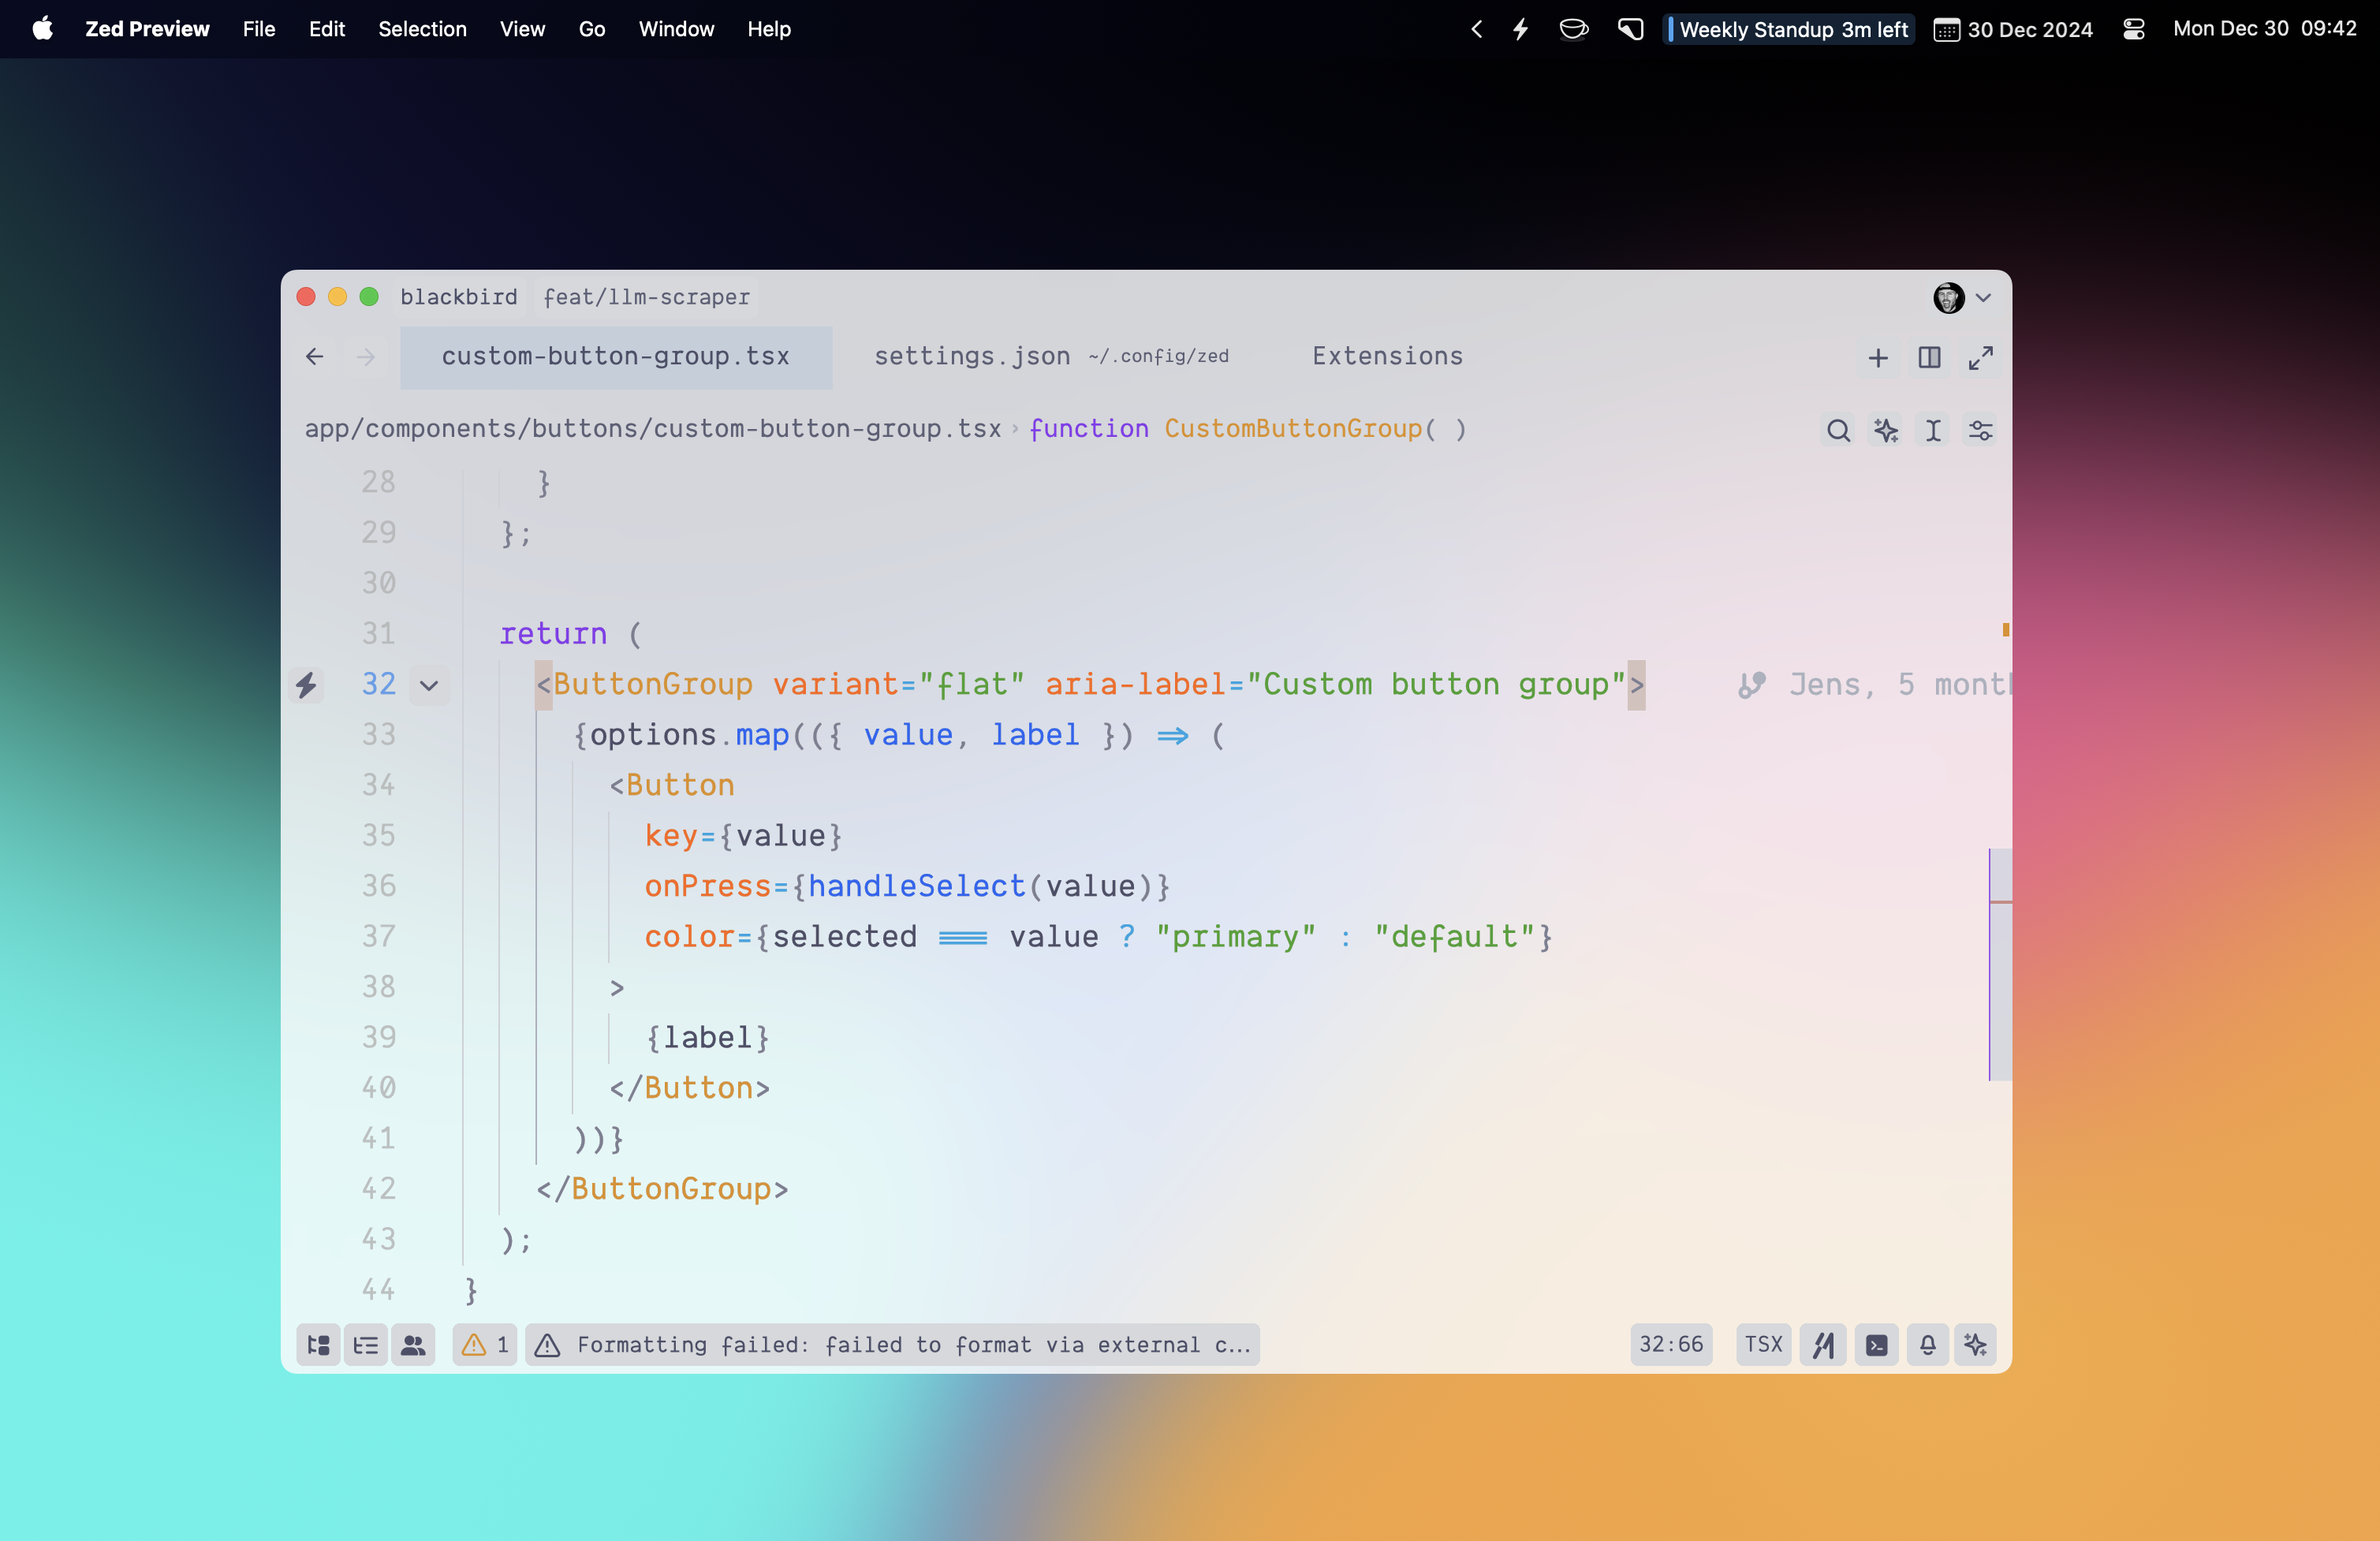 Zed Preview File Edit Selection View Go Window Help Weekly Standup 3m left 30 Dec 2024 Mon Dec 30 09:42
blackbird feat/llm-scraper
custom-button-group.tsx settings.json ~/.config/zed Extensions
app/components/buttons/custom-button-group.tsx › function CustomButtonGroup( )
28 }
29 };
30
31 return (
32 <ButtonGroup variant="flat" aria-label="Custom button group"> Jens, 5 month
33 {options.map(({ value, label }) => (
34 <Button
35 key={value}
36 onPress={handleSelect(value)}
37 color={selected === value ? "primary" : "default"}
38 >
39 {label}
40 </Button>
41 ))}
42 </ButtonGroup>
43 );
44 }
1 Formatting failed: failed to format via external c… 32:66 TSX